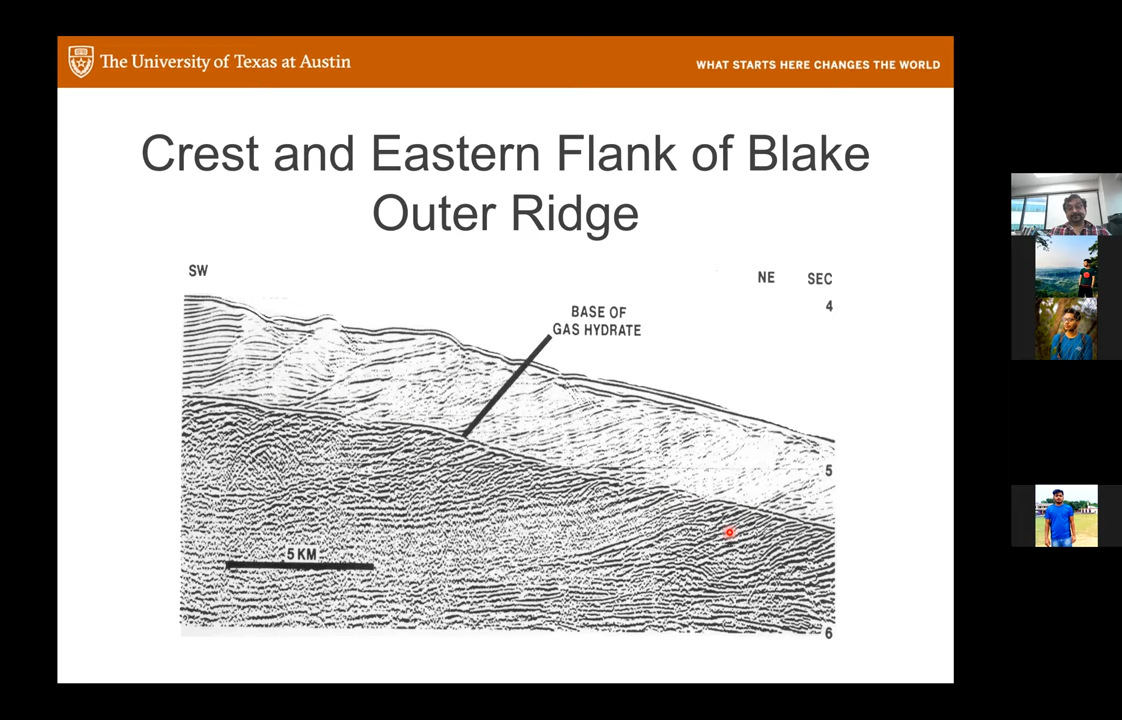 The University of Texas at Austin
WHAT STARTS HERE CHANGES THE WORLD
Crest and Eastern Flank of Blake
Outer Ridge
SW
NE SEC
4
BASE OF
GAS HYDRATE
5
5 KM
6